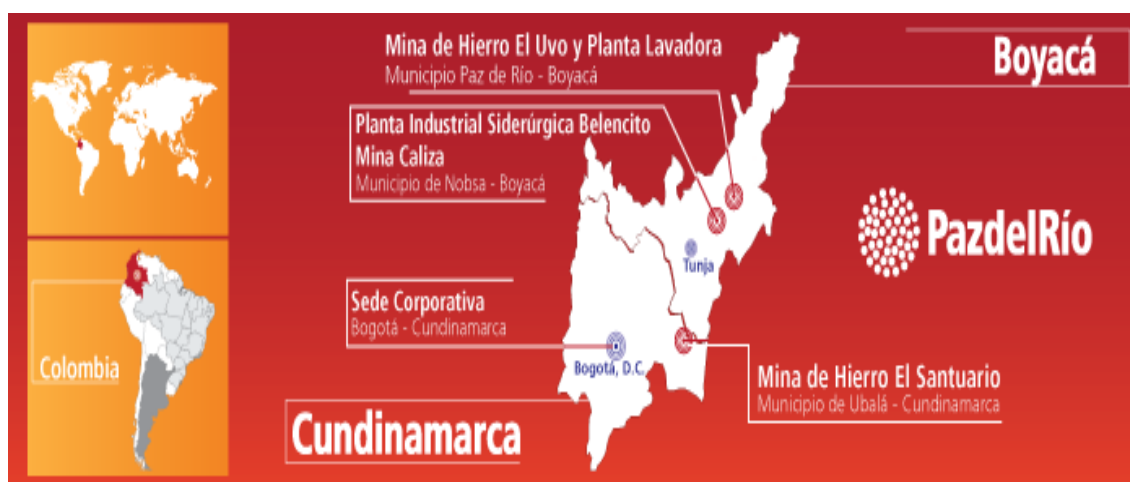 Mina de Hierro El Uvo y Planta Lavadora
Municipio Paz de Río - Boyacá
Boyacá
Planta Industrial Siderúrgica Belencito
Mina Caliza
Municipio de Nobsa - Boyacá
PazdelRío
Tunja
Sede Corporativa
Bogotá - Cundinamarca
Colombia
Bogotá, D.C.
Mina de Hierro El Santuario
Municipio de Ubalá - Cundinamarca
Cundinamarca